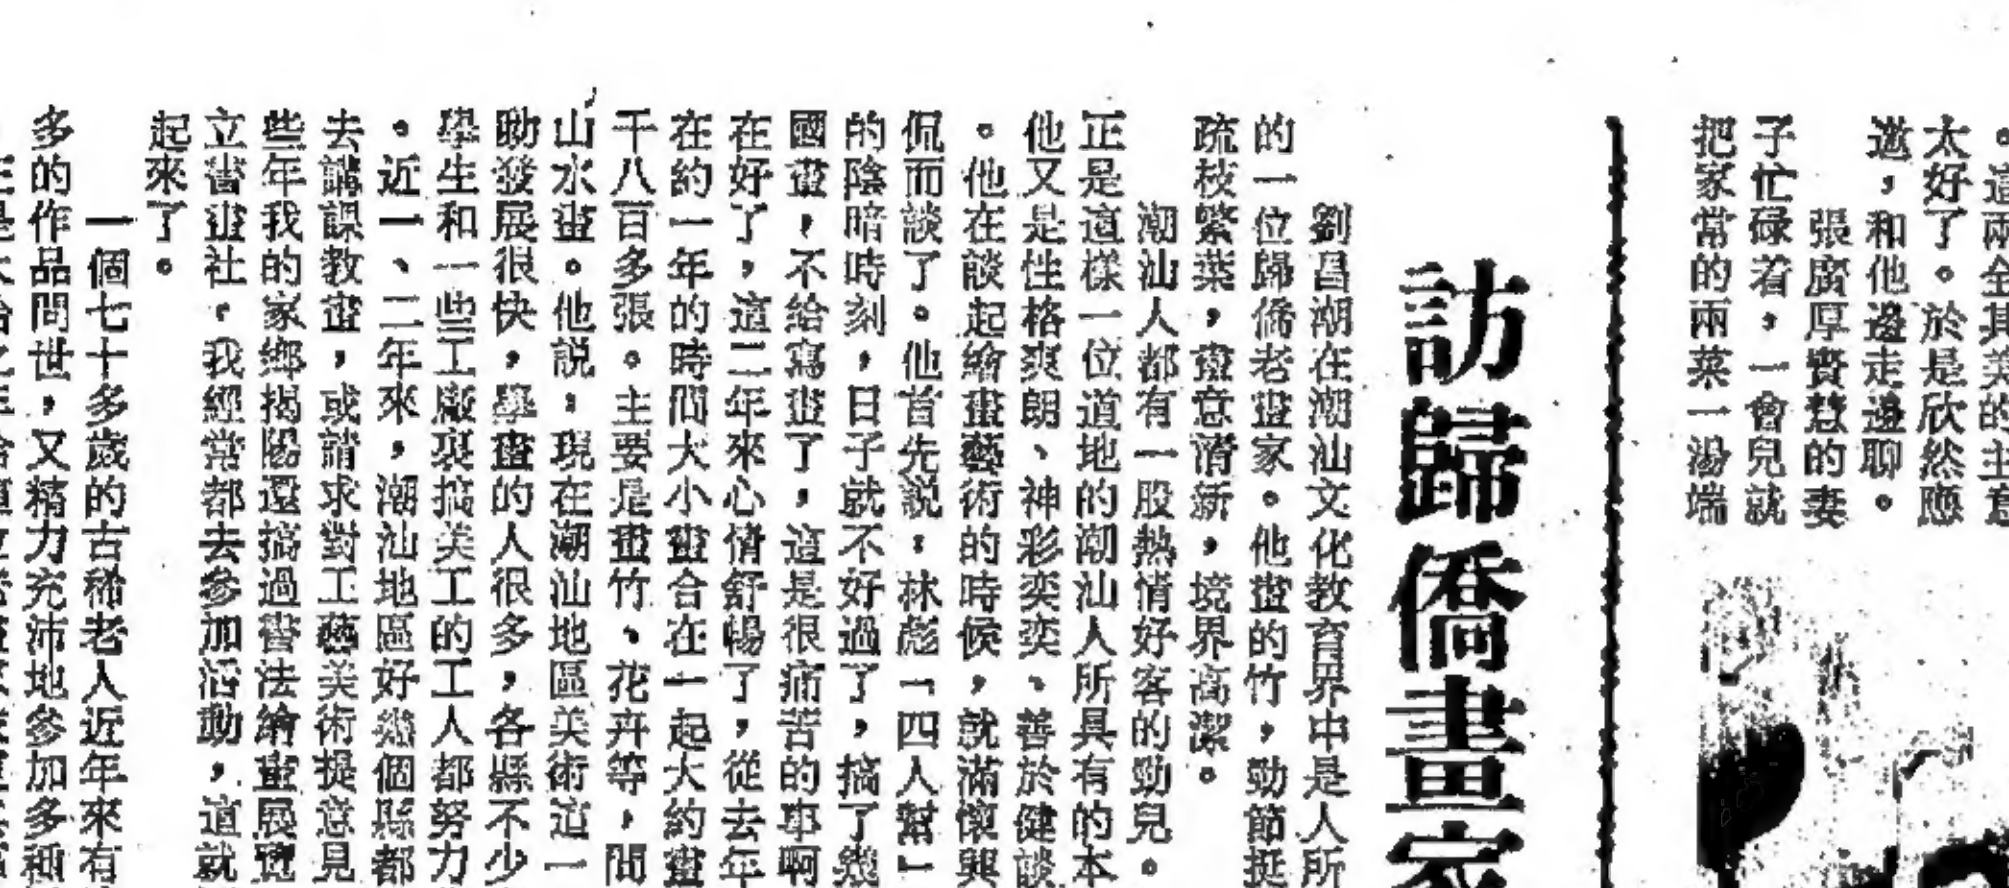 。這兩全其美的主意
太好了。於是欣然應
邀，和他邊走邊聊。
張廣厚賢慧的妻
子忙碌着，一會兒就
把家常的兩菜一湯端
訪歸僑畫家
劉昌潮在潮汕文化教育界中是人所
的一位歸僑老畫家。他畫的竹，勁節挺
疏枝繁葉，畫意清新，境界高潔。
潮汕人都有一股熱情好客的勁兒。
正是這樣一位道地的潮汕人所具有的本
他又是性格爽朗、神彩奕奕、善於健談
。他在談起繪畫藝術的時候，就滿懷興
侃而談了。他首先說：林彪「四人幫」
的陰暗時刻，日子就不好過了，搞了幾
國畫，不給寫畫了，這是很痛苦的事啊
在好了，這二年來心情舒暢了，從去年
在約一年的時間大小畫合在一起大約畫
千八百多張。主要是畫竹、花卉等，間
山水畫。他說：現在潮汕地區美術這一
助發展很快，學畫的人很多，各縣不少
學生和一些工廠裏搞美工的工人都努力
。近一、二年來，潮汕地區好幾個縣都
去講課教畫，或請求對工藝美術提意見
些年我的家鄉揭陽還搞過書法繪畫展覽
立書畫社，我經常都去參加活動，這就
起來了。
一個七十多歲的古稀老人近年來有
多的作品問世，又精力充沛地參加多種